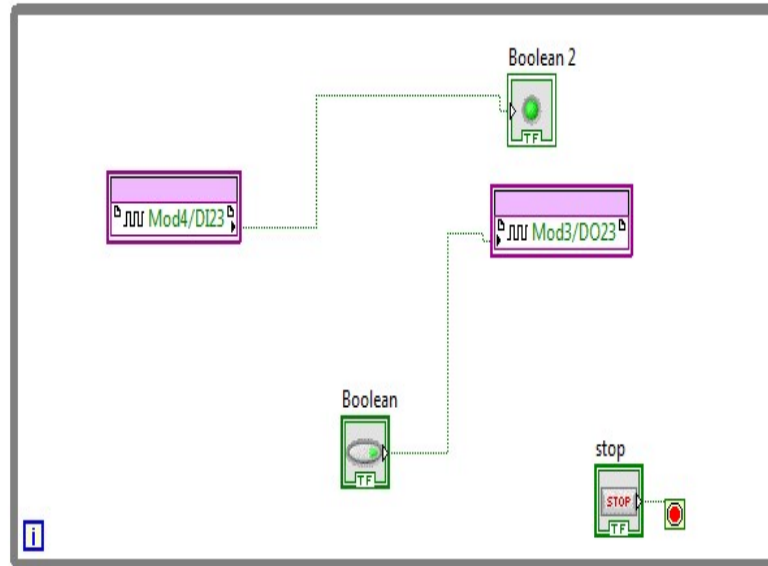 Boolean 2
TF
Mod4/DI23
Mod3/DO23
Boolean
TF
stop
STOP
TF
i